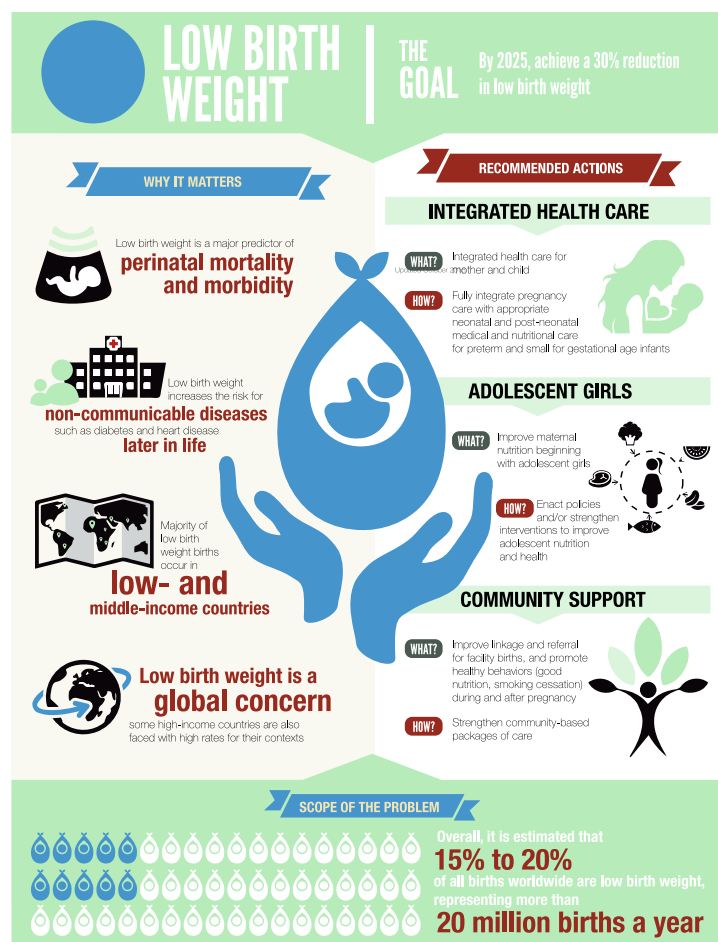 LOW BIRTH
WEIGHT
THE
GOAL
By 2025, achieve a 30% reduction
in low birth weight
WHY IT MATTERS
Low birth weight is a major predictor of
perinatal mortality
and morbidity
Low birth weight
increases the risk for
non-communicable diseases
such as diabetes and heart disease
later in life
Majority of
low birth
weight births
occur in
low- and
middle-income countries
Low birth weight is a
global concern
some high-income countries are also
faced with high rates for their contexts
RECOMMENDED ACTIONS
INTEGRATED HEALTH CARE
WHAT?
Integrated health care for
mother and child
HOW?
Fully integrate pregnancy
care with appropriate
neonatal and post-neonatal
medical and nutritional care
for preterm and small for gestational age infants
ADOLESCENT GIRLS
WHAT?
Improve maternal
nutrition beginning
with adolescent girls
HOW?
Enact policies
and/or strengthen
interventions to improve
adolescent nutrition
and health
COMMUNITY SUPPORT
WHAT?
Improve linkage and referral
for facility births, and promote
healthy behaviors (good
nutrition, smoking cessation)
during and after pregnancy
HOW?
Strengthen community-based
packages of care
SCOPE OF THE PROBLEM
Overall, it is estimated that
15% to 20%
of all births worldwide are low birth weight,
representing more than
20 million births a year